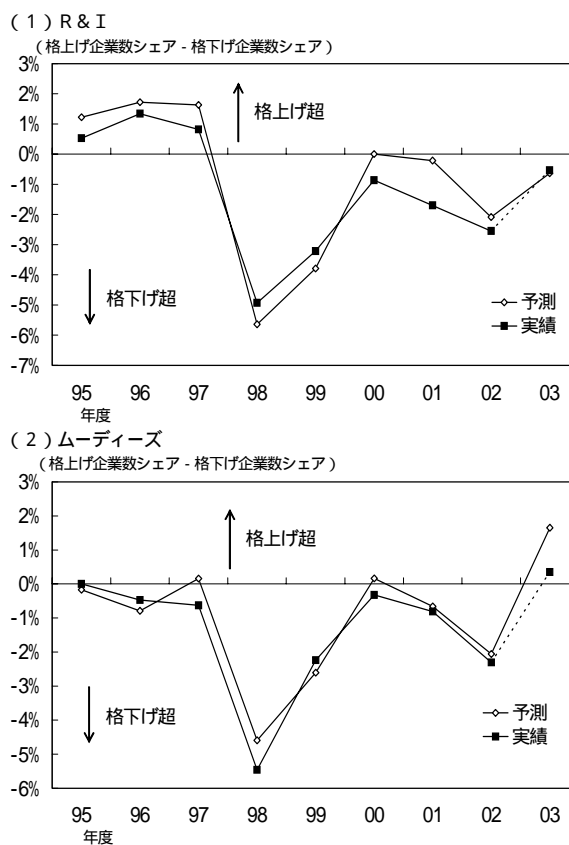 (1)R&I
(格上げ企業数シェア-格下げ企業数シェア)
3%
2%
格上げ超
1%
0%
-1%
-2%
-3%
-4%
格下げ超
予測
-5%
実績
-6%
-7%
95 96 97 98 99 00 01 02 03
年度
(2)ムーディーズ
(格上げ企業数シェア-格下げ企業数シェア)
3%
2%
格上げ超
1%
0%
-1%
-2%
-3%
-4%
格下げ超
予測
実績
-5%
-6%
95 96 97 98 99 00 01 02 03
年度